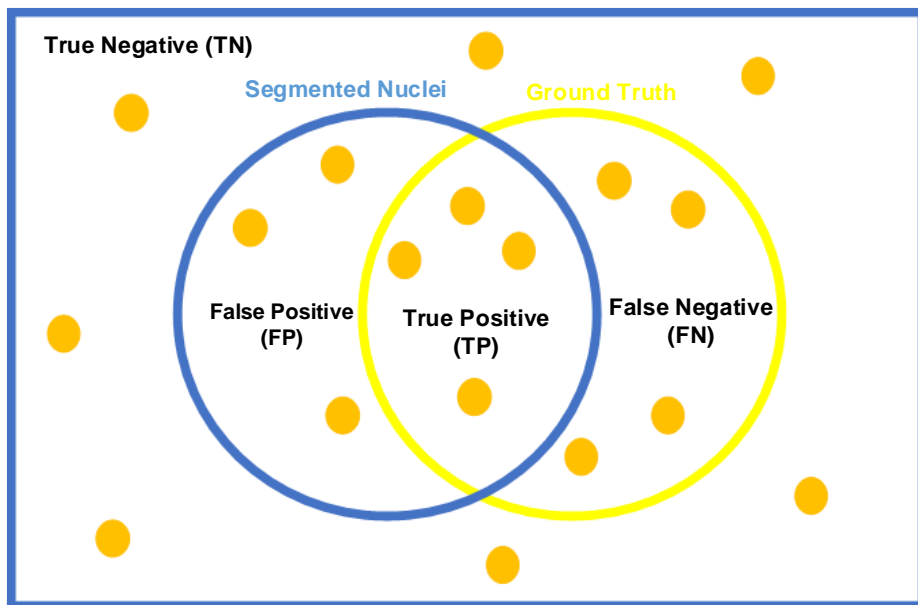 True Negative (TN)
Segmented Nuclei
Ground Truth
False Positive
(FP)
True Positive
(TP)
False Negative
(FN)